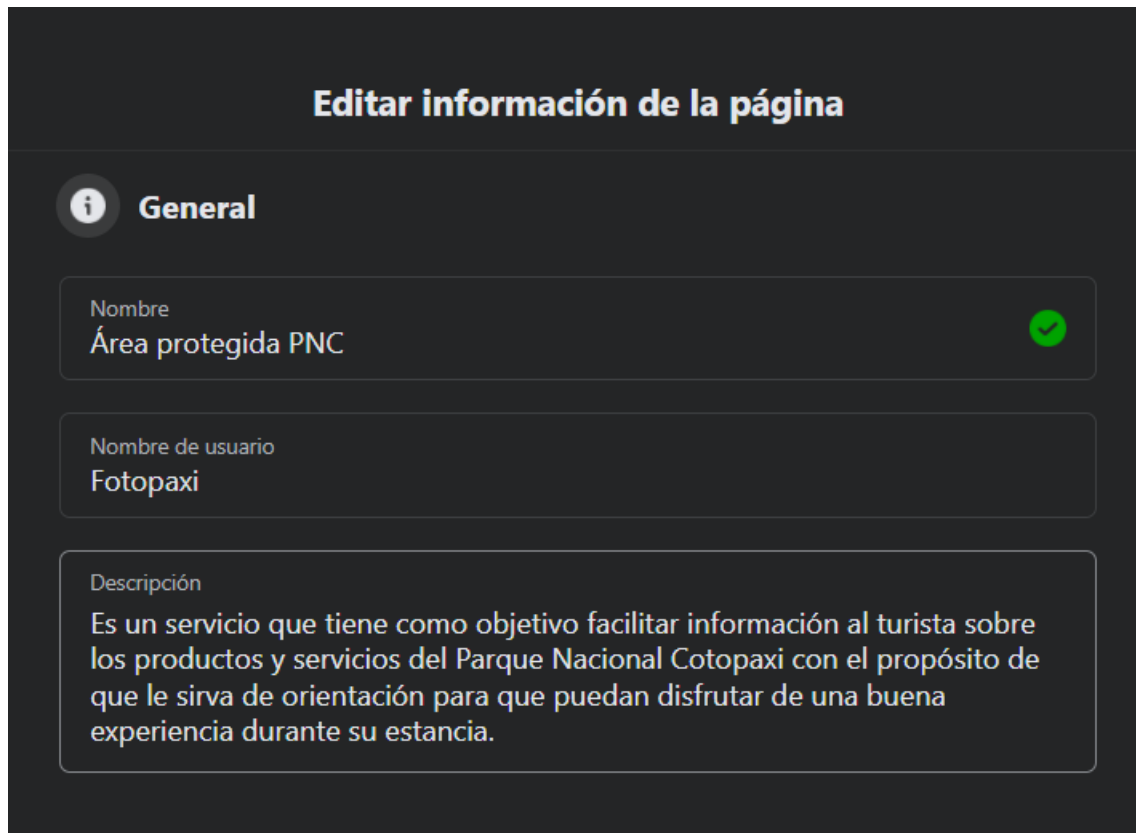 Editar información de la página
General
Nombre
Área protegida PNC
Nombre de usuario
Fotopaxi
Descripción
Es un servicio que tiene como objetivo facilitar información al turista sobre
los productos y servicios del Parque Nacional Cotopaxi con el propósito de
que le sirva de orientación para que puedan disfrutar de una buena
experiencia durante su estancia.